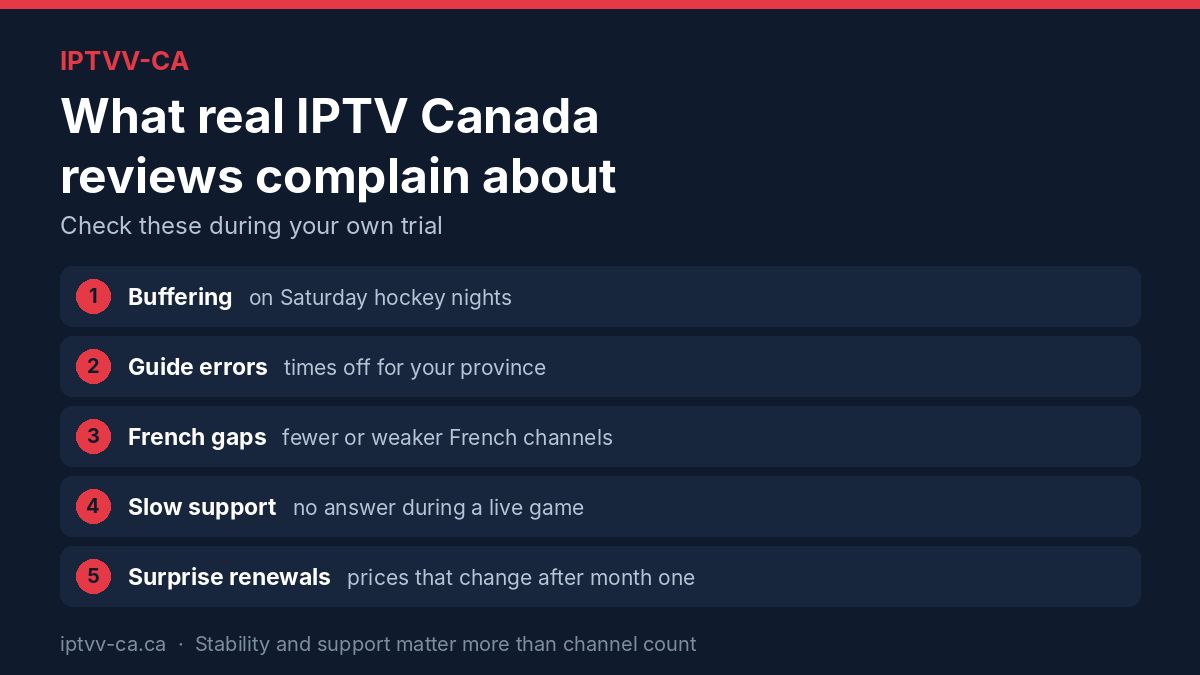 IPTVV-CA
What real IPTV Canada
reviews complain about
Check these during your own trial
1 Buffering on Saturday hockey nights
2 Guide errors times off for your province
3 French gaps fewer or weaker French channels
4 Slow support no answer during a live game
5 Surprise renewals prices that change after month one
iptvv-ca.ca · Stability and support matter more than channel count